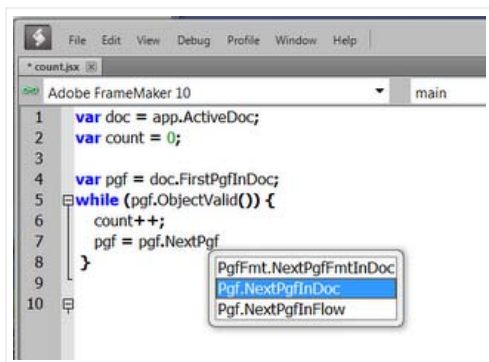 File Edit View Debug Profile Window Help
* count.jsx
Adobe FrameMaker 10 main
1 var doc = app.ActiveDoc;
2 var count = 0;
3
4 var pgf = doc.FirstPgfInDoc;
5 while (pgf.ObjectValid()) {
6 count++;
7 pgf = pgf.NextPgf
8 }
PgfFmt.NextPgfFmtInDoc
9
Pgf.NextPgfInDoc
10
Pgf.NextPgfInFlow